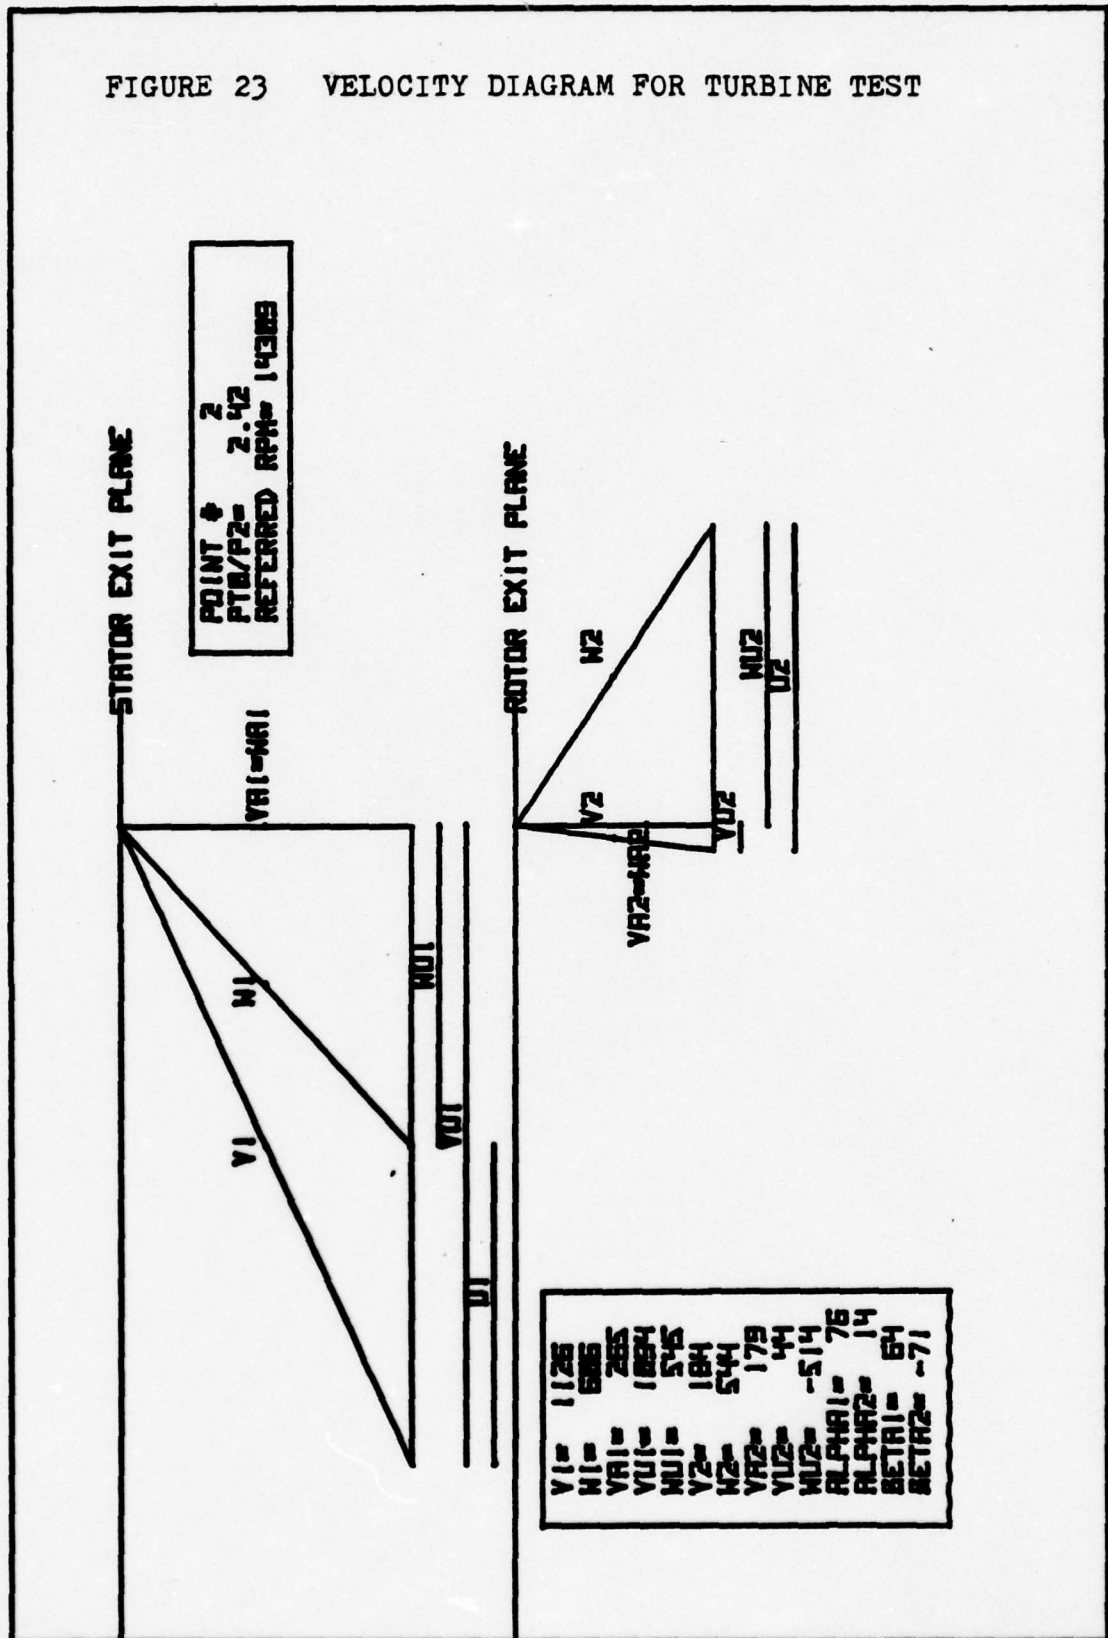 FIGURE 23 VELOCITY DIAGRAM FOR TURBINE TEST
STATOR EXIT PLANE
POINT # 2
PT0/P2= 2.42
REFERRED RPM= 14309
VA1=WA1
W1
V1
WU1
VU1
U1
ROTOR EXIT PLANE
W2
V2
VA2=WA2
VU2
WU2
U2
V1= 1126
W1= 606
VA1= 265
VU1= 1094
WU1= 545
V2= 184
W2= 544
VA2= 179
VU2= 44
WU2= -514
ALPHA1= 76
ALPHA2= 14
BETA1= 64
BETA2= -71